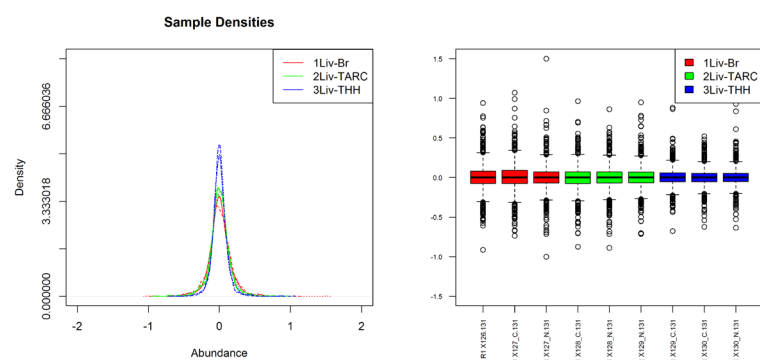 Sample Densities
1Liv-Br
2Liv-TARC
3Liv-THH
Density
0.000000
3.333018
6.666036
-2
-1
0
1
2
Abundance
1Liv-Br
2Liv-TARC
3Liv-THH
1.5
1.0
0.5
0.0
-0.5
-1.0
-1.5
R1 X126.131
X127_C.131
X127_N.131
X128_C.131
X128_N.131
X129_N.131
X129_C.131
X130_C.131
X130_N.131